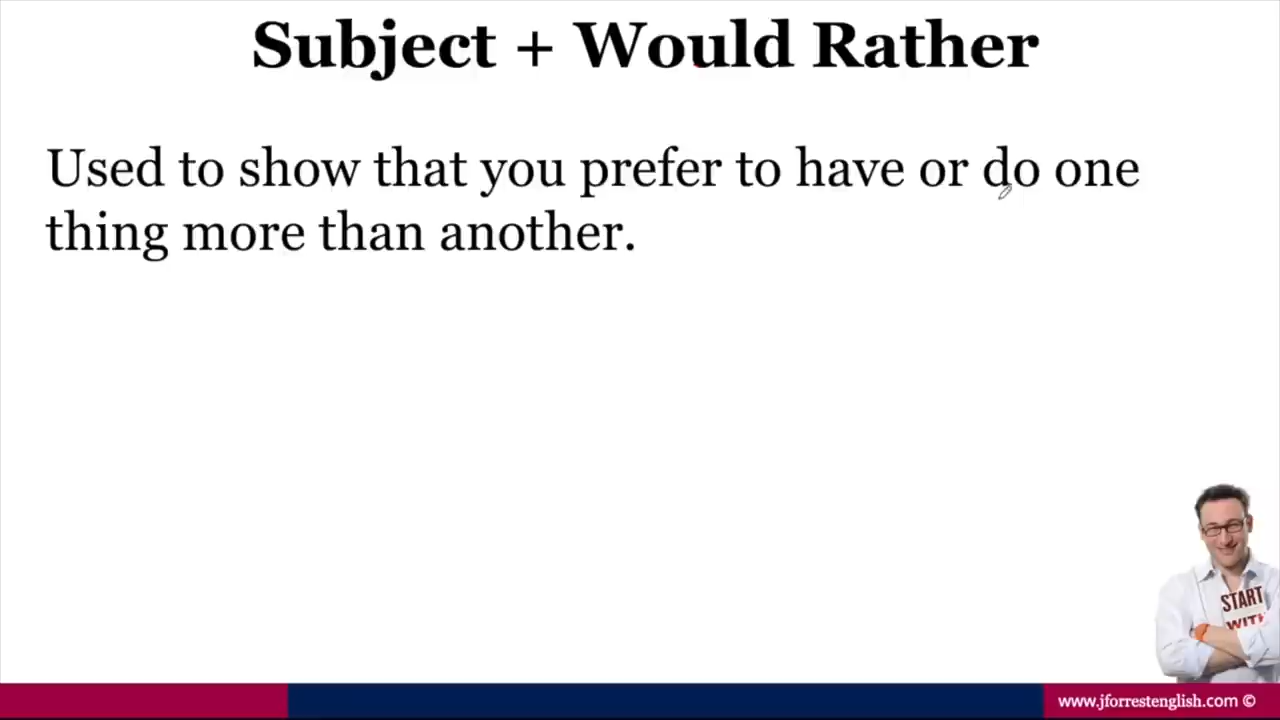 Subject + Would Rather
Used to show that you prefer to have or do one
thing more than another.
START
WITH
www.jforrestenglish.com ©